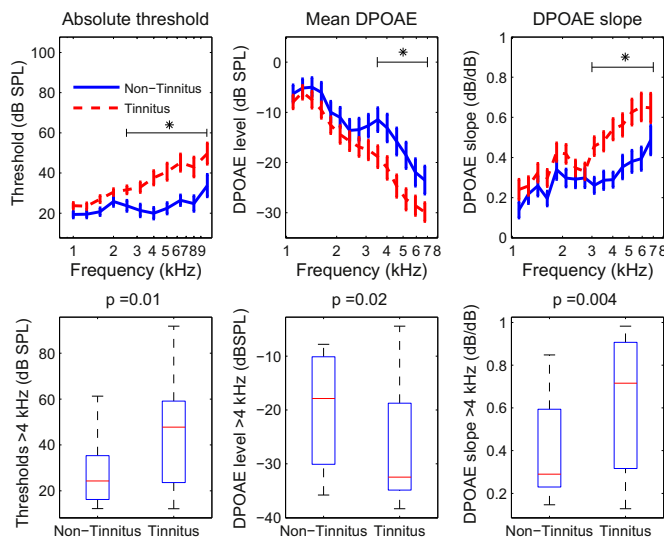 Absolute threshold
100
80
60
40
20
Threshold (dB SPL)
Non−Tinnitus
Tinnitus
*
1 2 3 4 5 6 7 8 9
Frequency (kHz)
Mean DPOAE
0
−10
−20
−30
DPOAE level (dB SPL)
*
1 2 3 4 5 6 7 8
Frequency (kHz)
DPOAE slope
1
0.8
0.6
0.4
0.2
0
DPOAE slope (dB/dB)
*
1 2 3 4 5 6 7 8
Frequency (kHz)
p =0.01
80
60
40
20
Thresholds >4 kHz (dB SPL)
Non−Tinnitus Tinnitus
p =0.02
−10
−20
−30
−40
DPOAE level >4 kHz (dBSPL)
Non−Tinnitus Tinnitus
p =0.004
1
0.8
0.6
0.4
0.2
DPOAE slope >4 kHz (dB/dB)
Non−Tinnitus Tinnitus